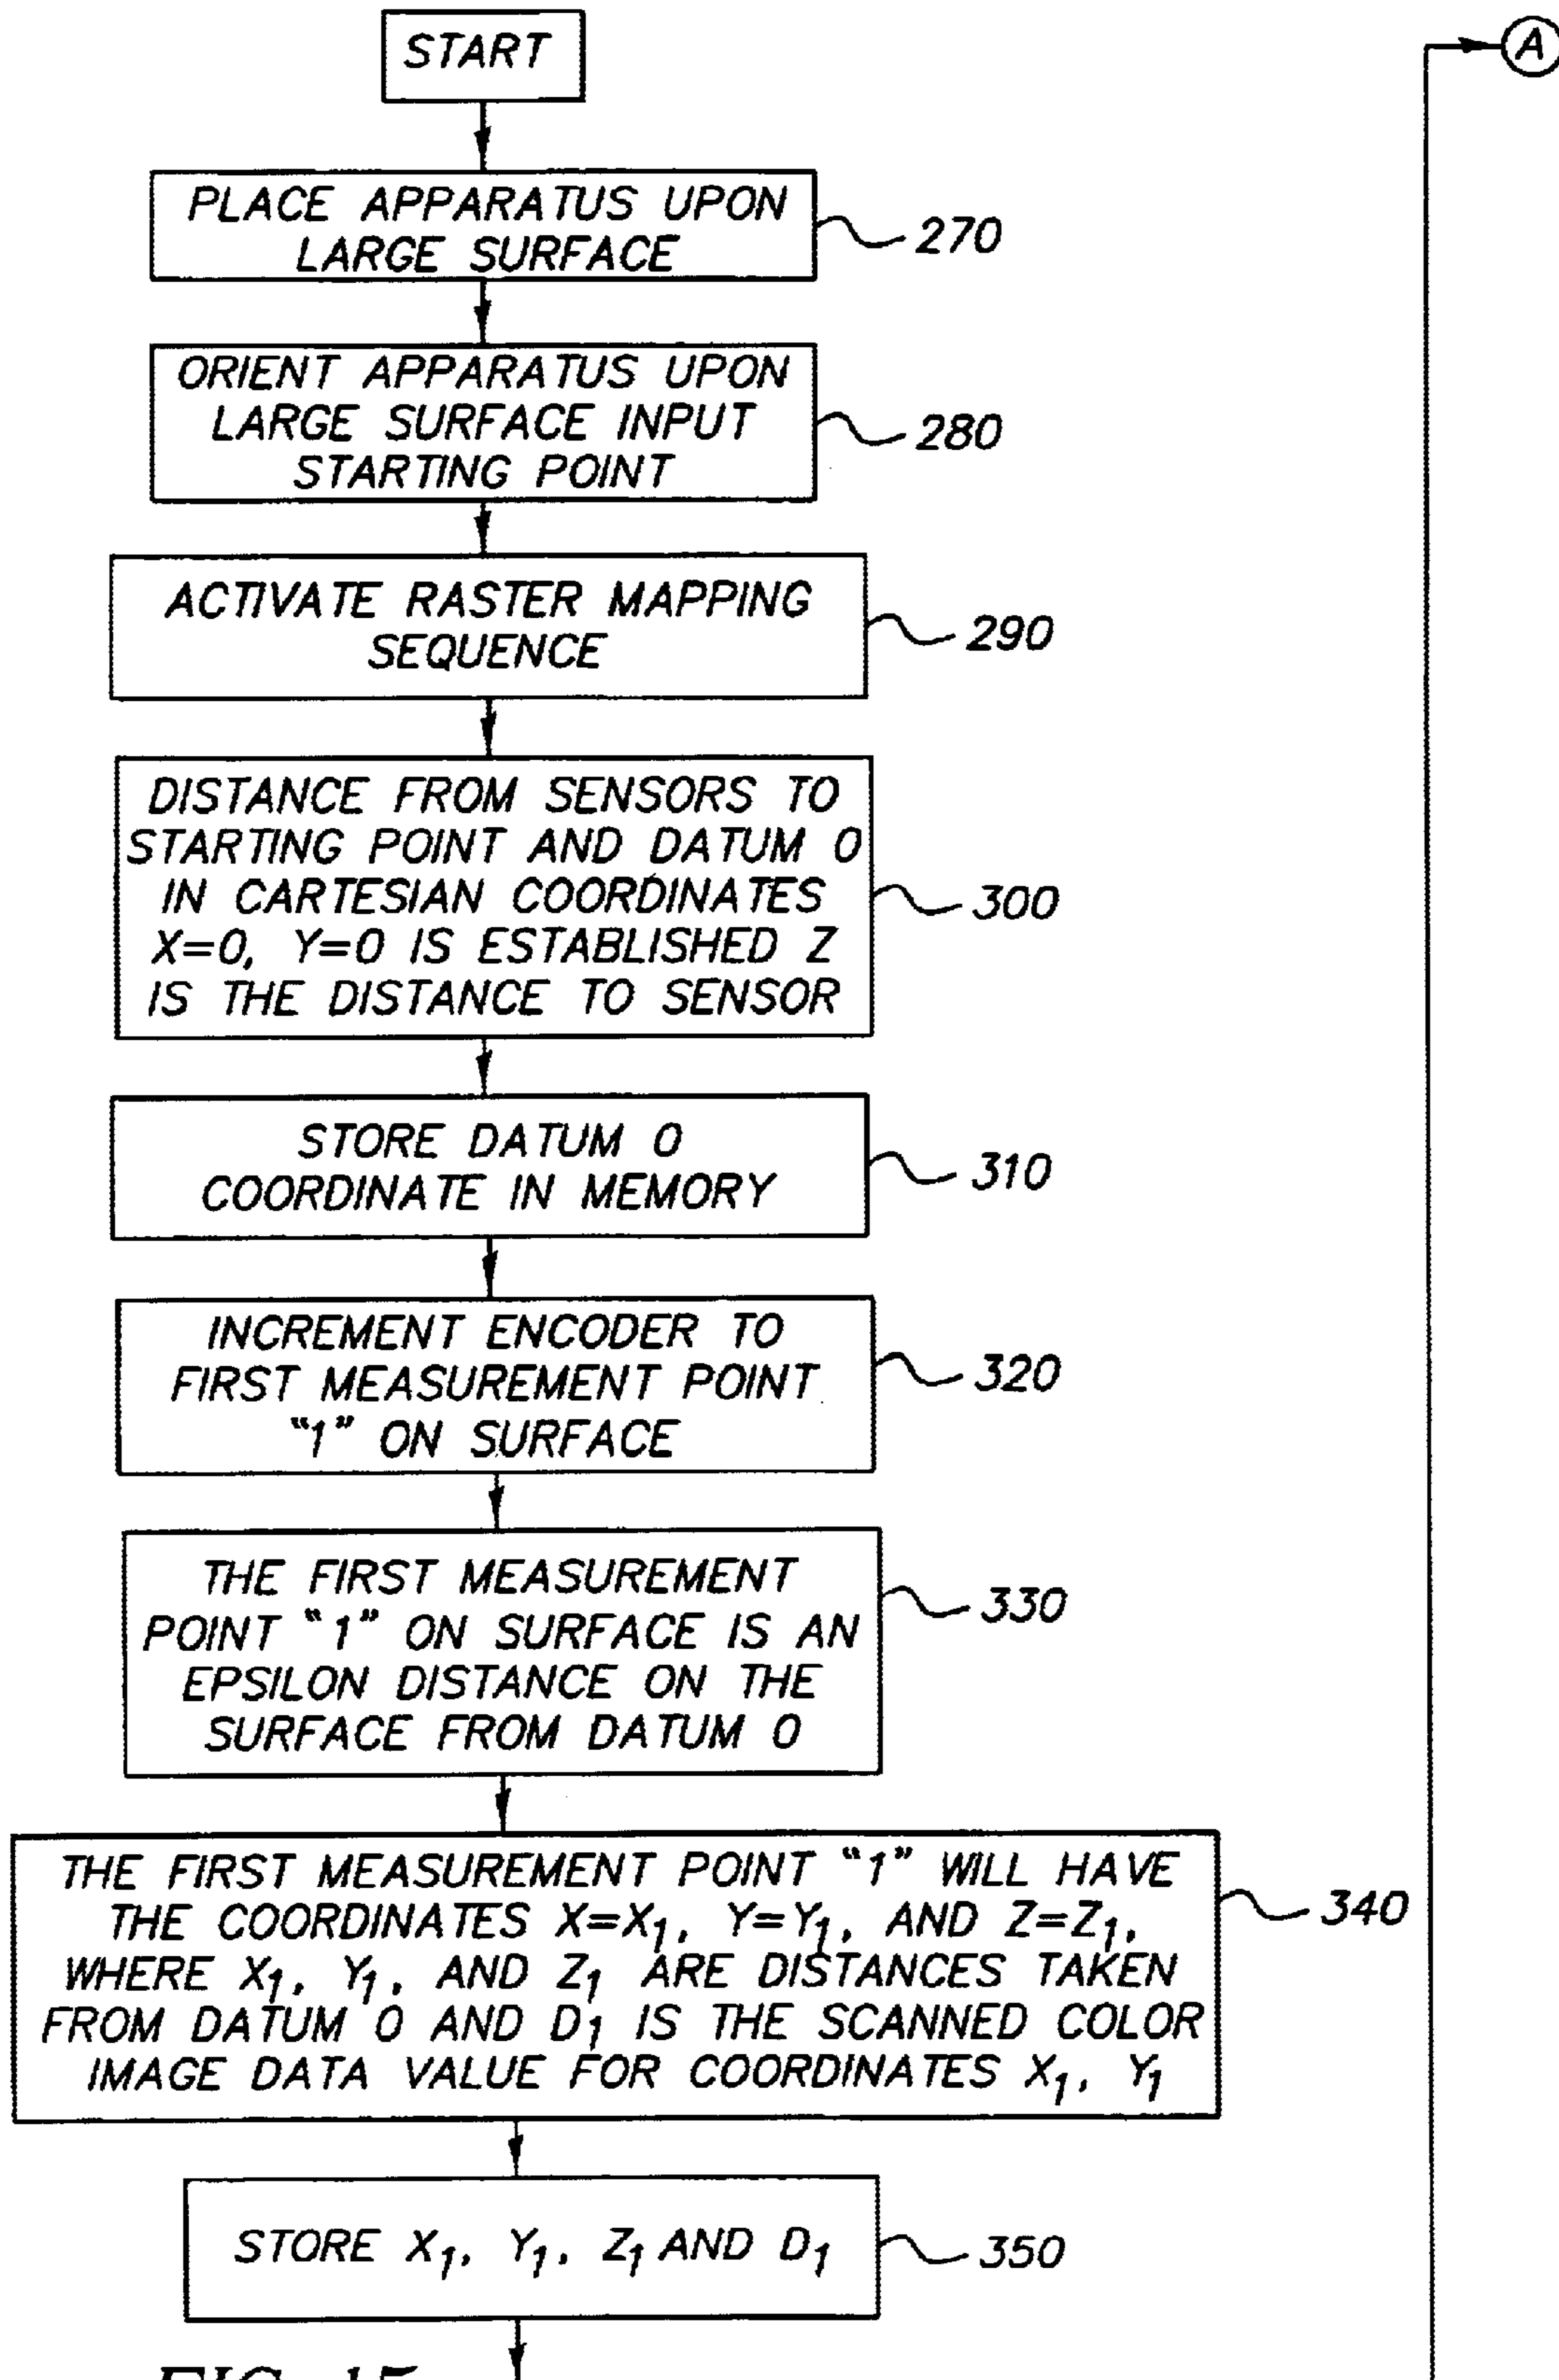 START
A
PLACE APPARATUS UPON
LARGE SURFACE
270
ORIENT APPARATUS UPON
LARGE SURFACE INPUT
STARTING POINT
280
ACTIVATE RASTER MAPPING
SEQUENCE
290
DISTANCE FROM SENSORS TO
STARTING POINT AND DATUM 0
IN CARTESIAN COORDINATES
X=0, Y=0 IS ESTABLISHED Z
IS THE DISTANCE TO SENSOR
300
STORE DATUM 0
COORDINATE IN MEMORY
310
INCREMENT ENCODER TO
FIRST MEASUREMENT POINT
“1” ON SURFACE
320
THE FIRST MEASUREMENT
POINT “1” ON SURFACE IS AN
EPSILON DISTANCE ON THE
SURFACE FROM DATUM 0
330
THE FIRST MEASUREMENT POINT “1” WILL HAVE
THE COORDINATES X=X₁, Y=Y₁, AND Z=Z₁,
WHERE X₁, Y₁, AND Z₁ ARE DISTANCES TAKEN
FROM DATUM 0 AND D₁ IS THE SCANNED COLOR
IMAGE DATA VALUE FOR COORDINATES X₁, Y₁
340
STORE X₁, Y₁, Z₁ AND D₁
350